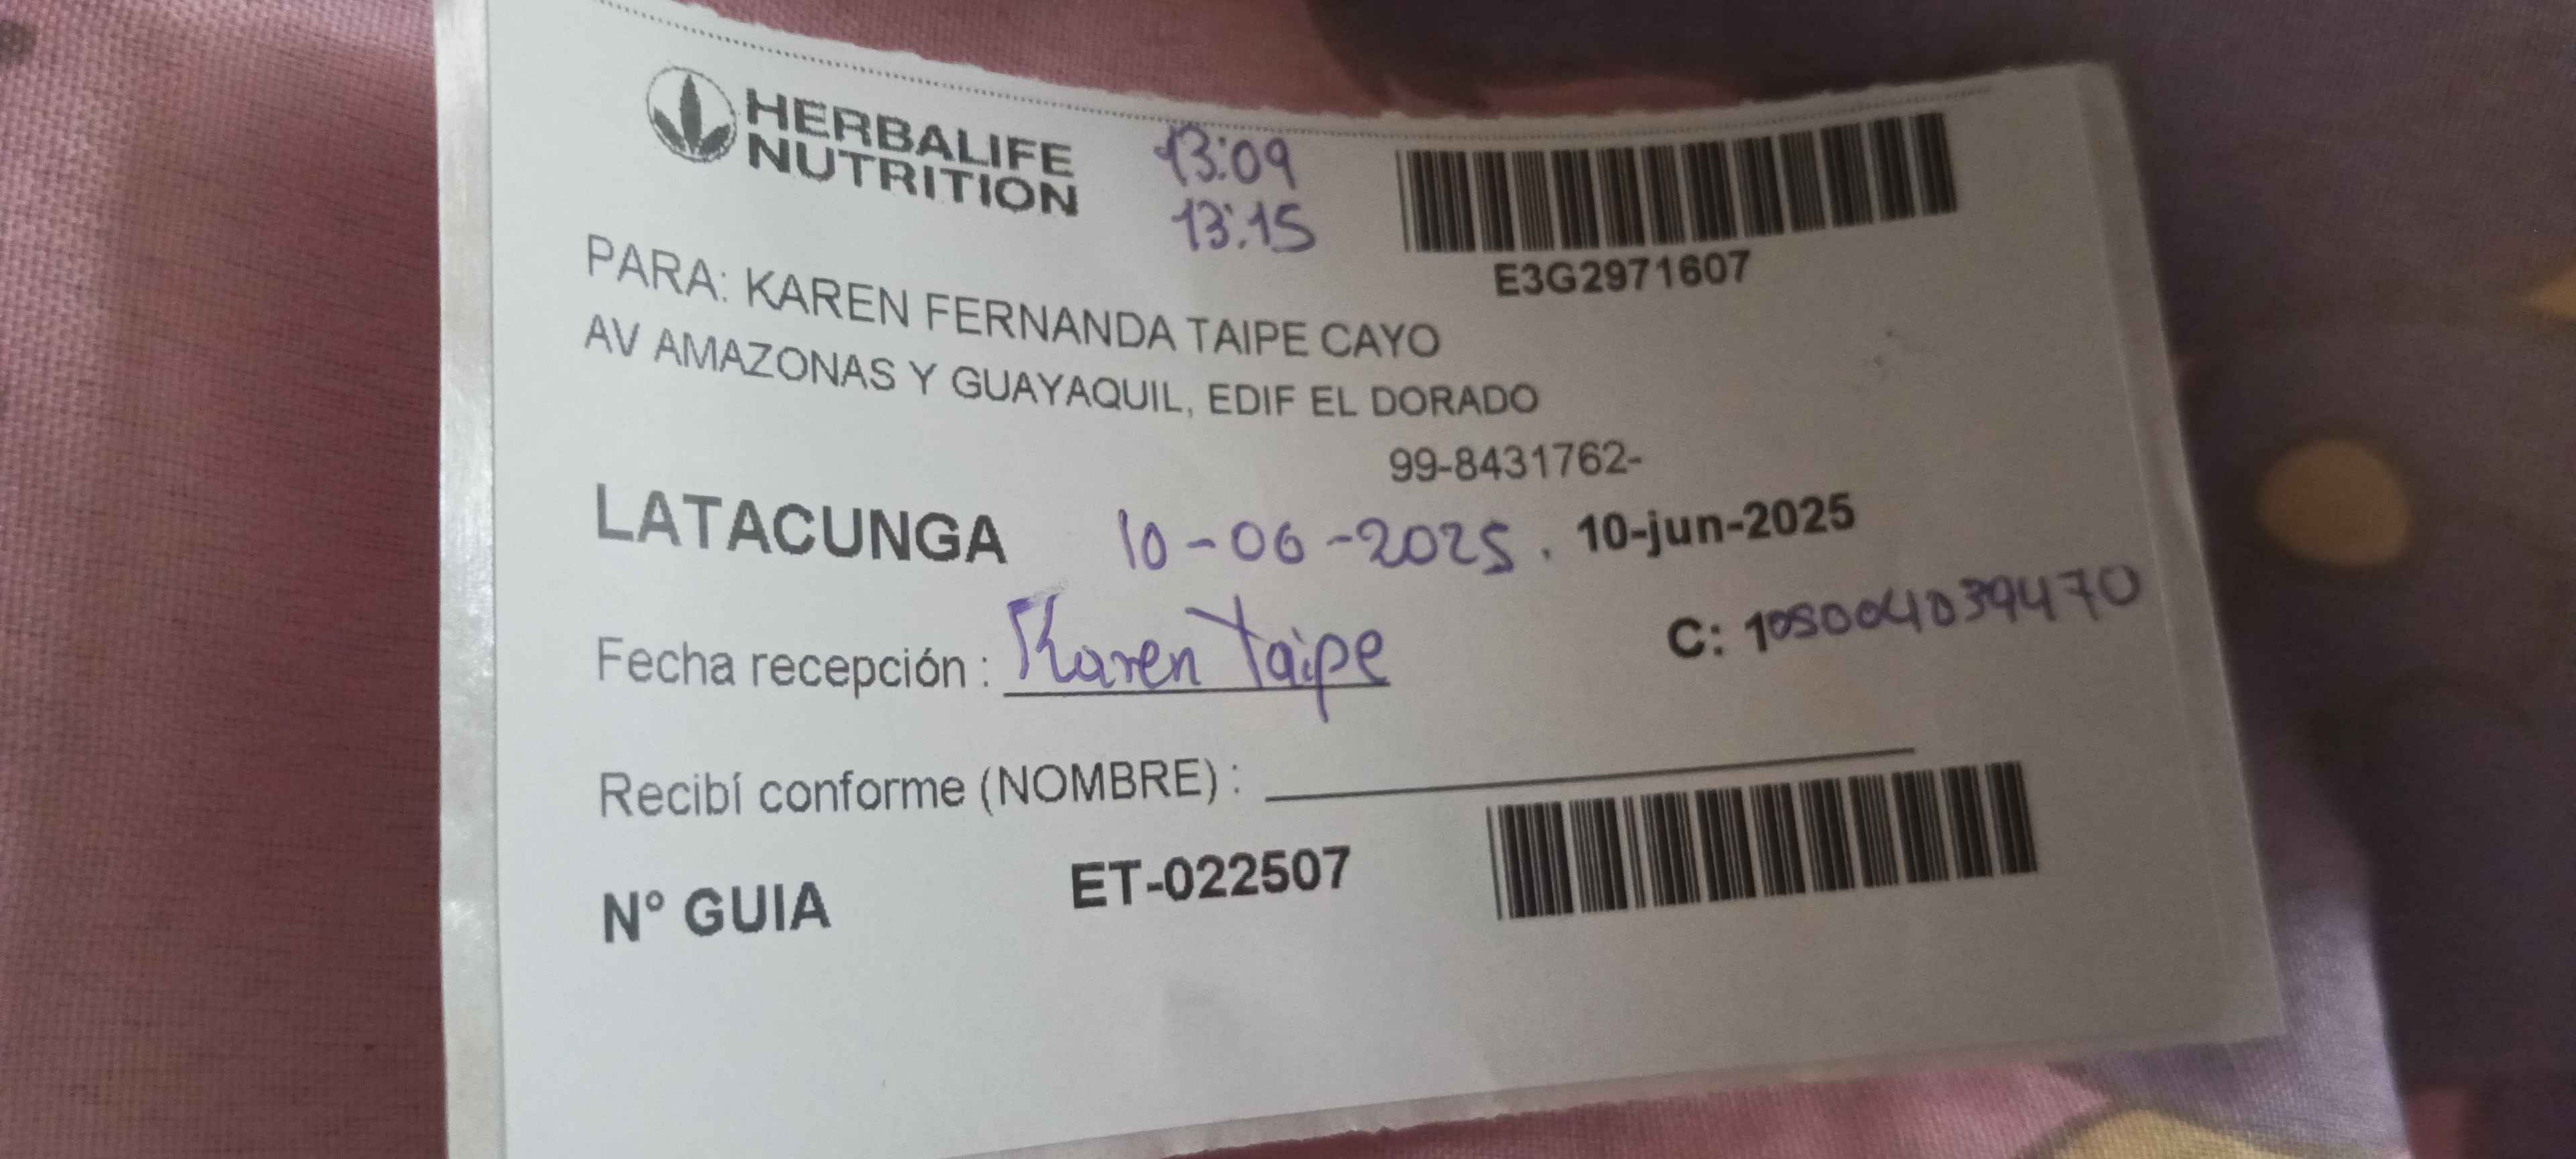 HERBALIFE
NUTRITION
13:09
13:15
E3G2971607
PARA: KAREN FERNANDA TAIPE CAYO
AV AMAZONAS Y GUAYAQUIL, EDIF EL DORADO
99-8431762-
LATACUNGA 10-06-2025. 10-jun-2025
Fecha recepción : Karen Taipe C: 1
Recibí conforme (NOMBRE) :
N° GUIA ET-022507